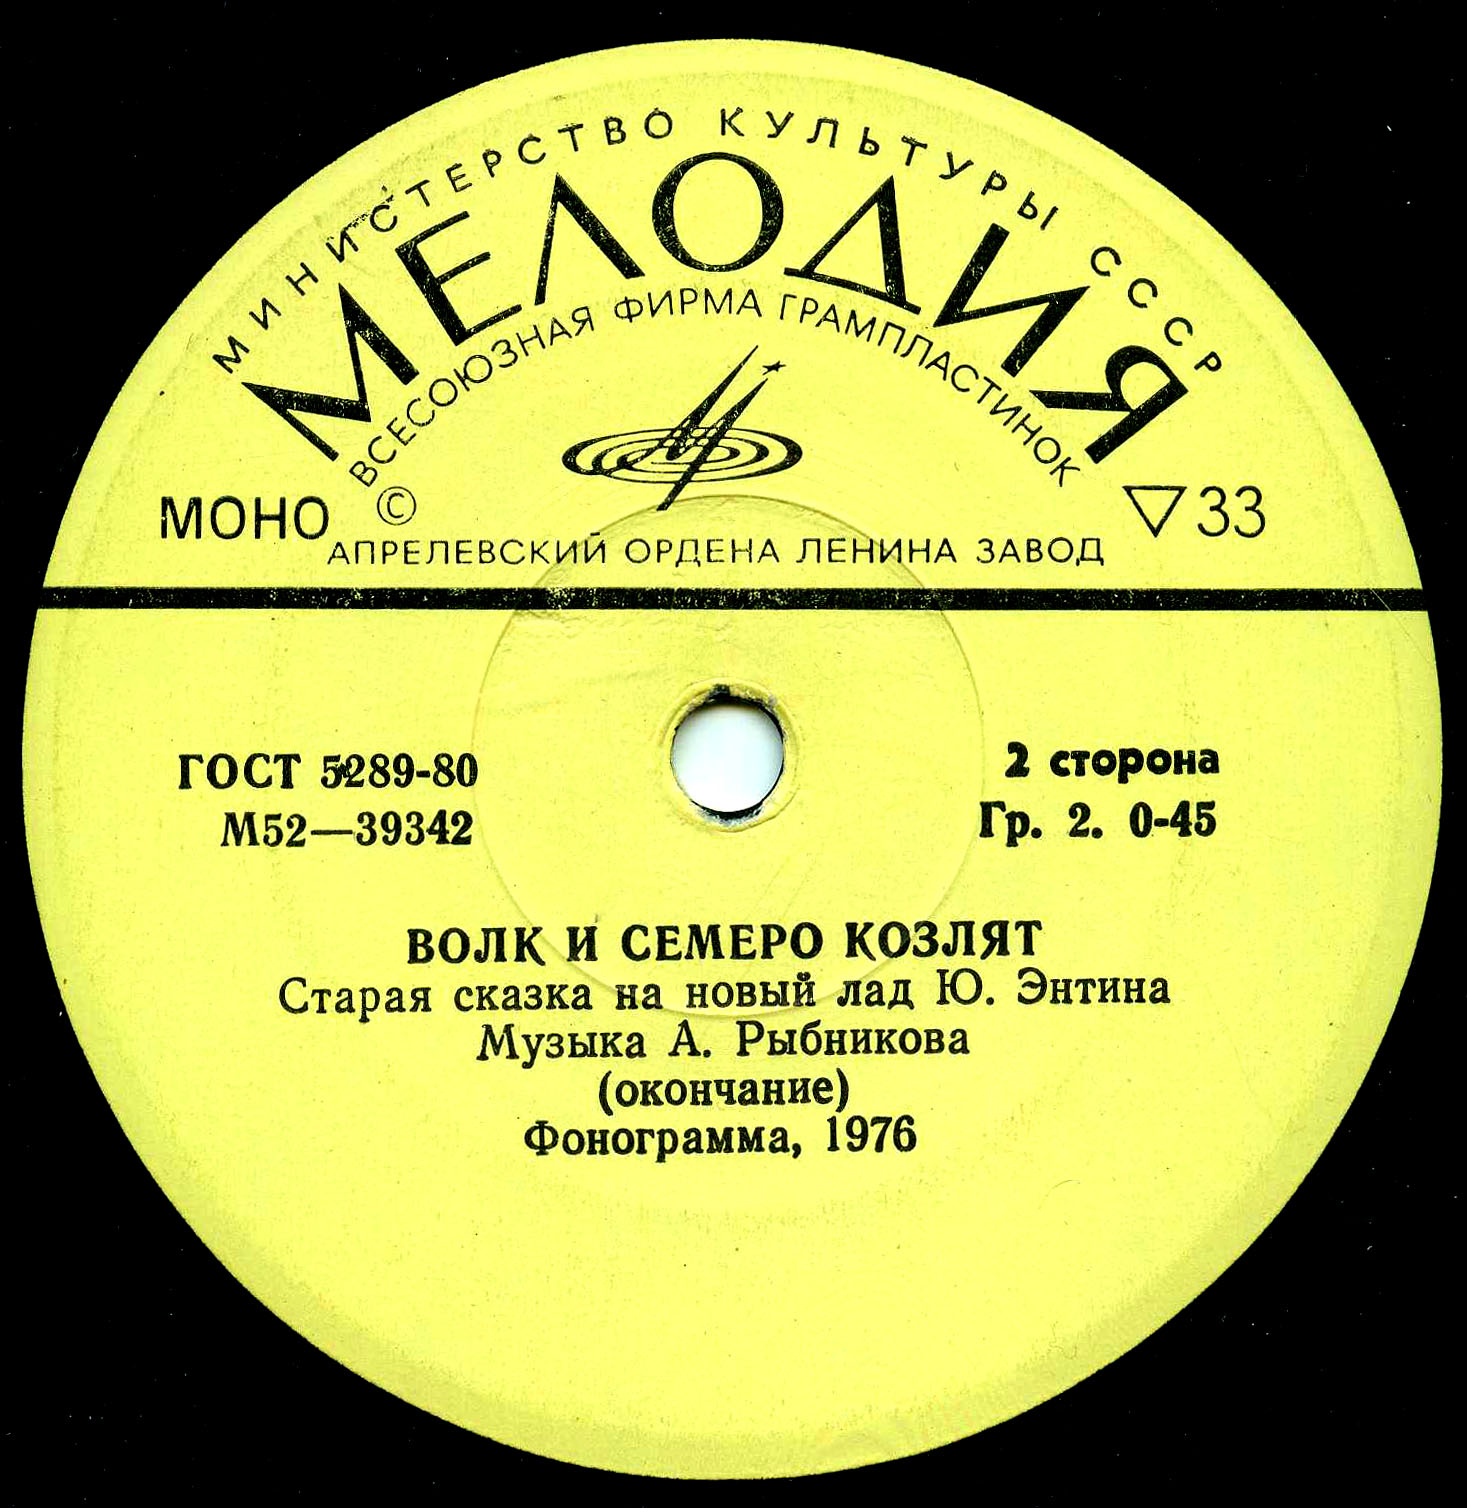 МИНИСТЕРСТВО КУЛЬТУРЫ СССР
МЕЛОДИЯ
ВСЕСОЮЗНАЯ ФИРМА ГРАМПЛАСТИНОК
МОНО © ▽33
АПРЕЛЕВСКИЙ ОРДЕНА ЛЕНИНА ЗАВОД
ГОСТ 5289-80
М52—39342
2 сторона
Гр. 2. 0-45
ВОЛК И СЕМЕРО КОЗЛЯТ
Старая сказка на новый лад Ю. Энтина
Музыка А. Рыбникова
(окончание)
Фонограмма, 1976